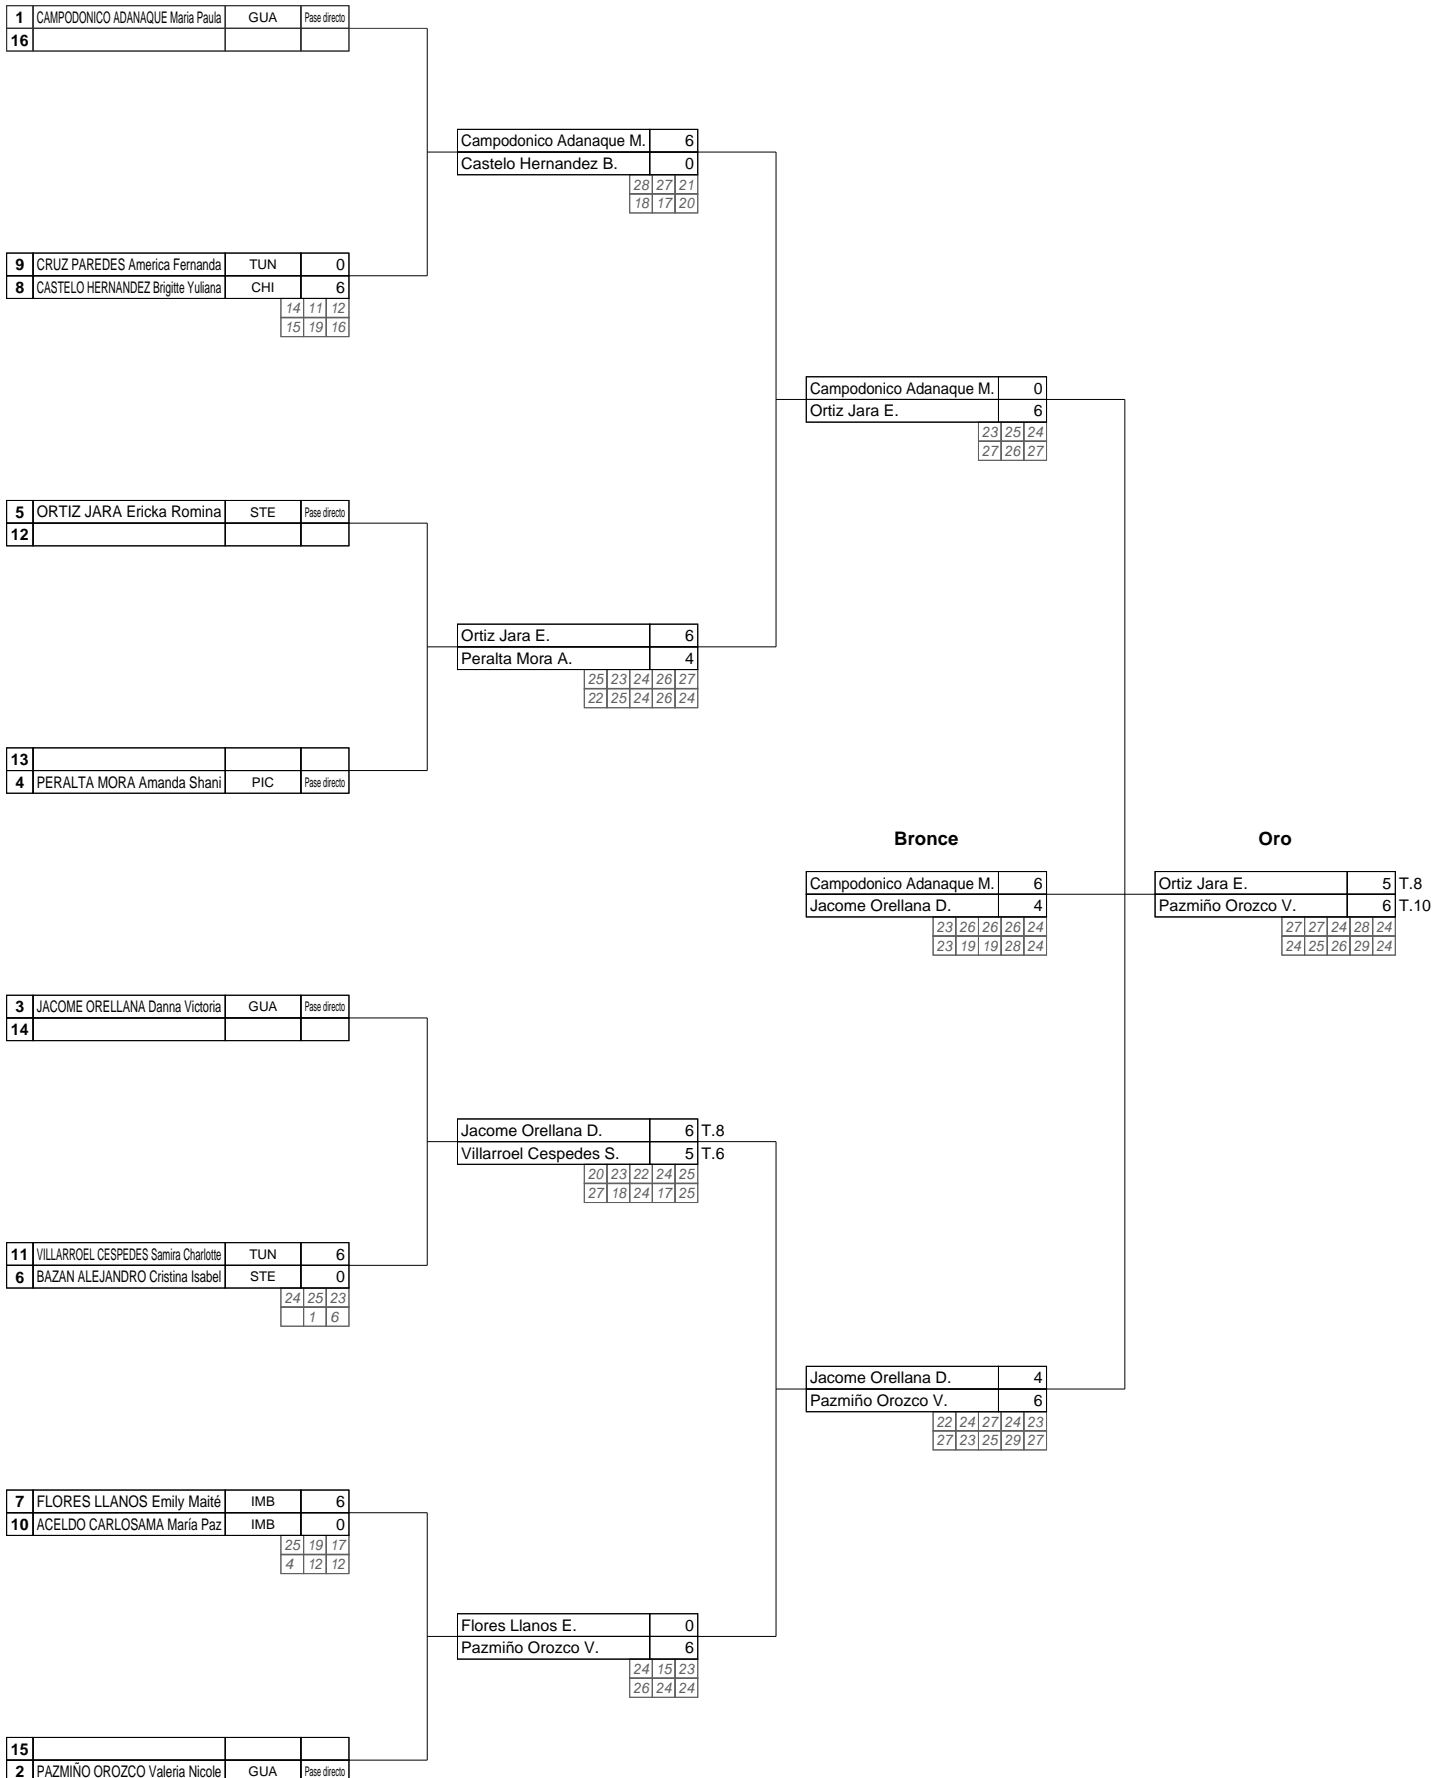 1 CAMPODONICO ADANAQUE Maria Paula GUA Pase directo
16
Campodonico Adanaque M. 6
Castelo Hernandez B. 0
28 27 21
18 17 20
9 CRUZ PAREDES America Fernanda TUN 0
8 CASTELO HERNANDEZ Brigitte Yuliana CHI 6
14 11 12
15 19 16
Campodonico Adanaque M. 0
Ortiz Jara E. 6
23 25 24
27 26 27
5 ORTIZ JARA Ericka Romina STE Pase directo
12
Ortiz Jara E. 6
Peralta Mora A. 4
25 23 24 26 27
22 25 24 26 24
13
4 PERALTA MORA Amanda Shani PIC Pase directo
Bronce Oro
Campodonico Adanaque M. 6 Ortiz Jara E. 5 T.8
Jacome Orellana D. 4 Pazmiño Orozco V. 6 T.10
23 26 26 26 24 27 27 24 28 24
23 19 19 28 24 24 25 26 29 24
3 JACOME ORELLANA Danna Victoria GUA Pase directo
14
Jacome Orellana D. 6 T.8
Villarroel Cespedes S. 5 T.6
20 23 22 24 25
27 18 24 17 25
11 VILLARROEL CESPEDES Samira Charlotte TUN 6
6 BAZAN ALEJANDRO Cristina Isabel STE 0
24 25 23
1 6
Jacome Orellana D. 4
Pazmiño Orozco V. 6
22 24 27 24 23
27 23 25 29 27
7 FLORES LLANOS Emily Maité IMB 6
10 ACELDO CARLOSAMA María Paz IMB 0
25 19 17
4 12 12
Flores Llanos E. 0
Pazmiño Orozco V. 6
24 15 23
26 24 24
15
2 PAZMIÑO OROZCO Valeria Nicole GUA Pase directo